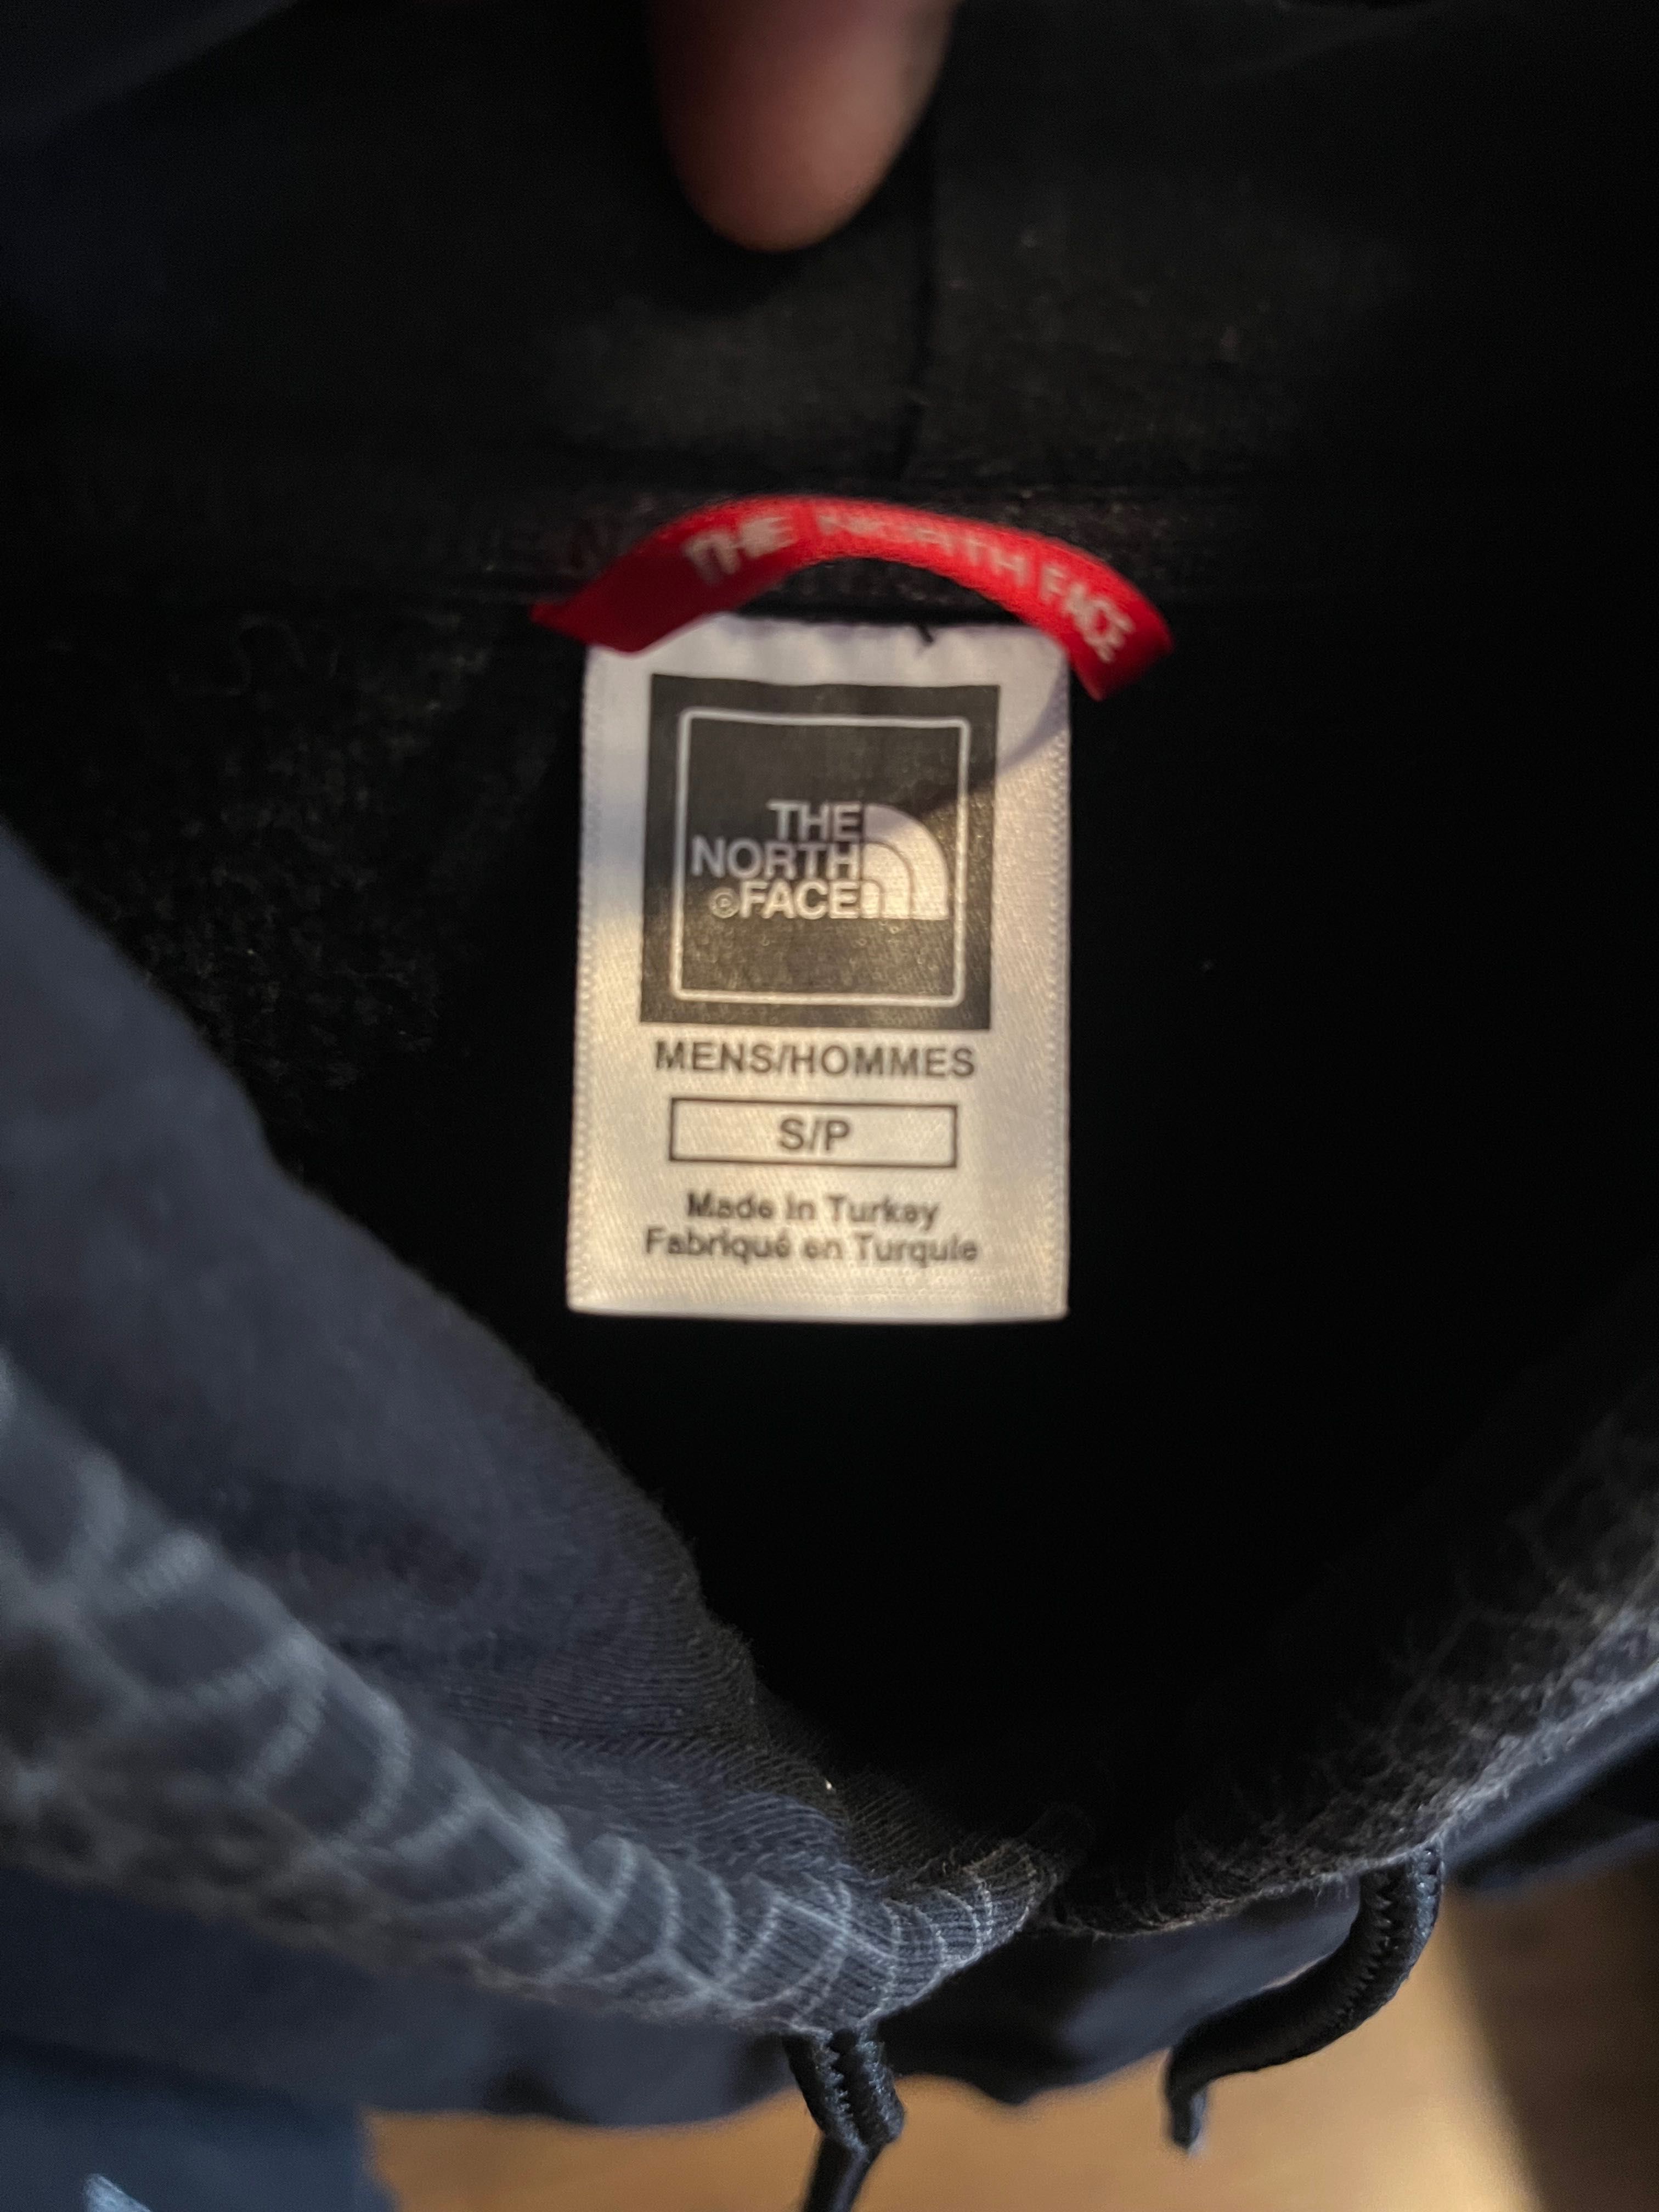 THE NORTH FACE
THE
NORTH
©FACE
MENS/HOMMES
S/P
Made in Turkey
Fabriqué en Turquie